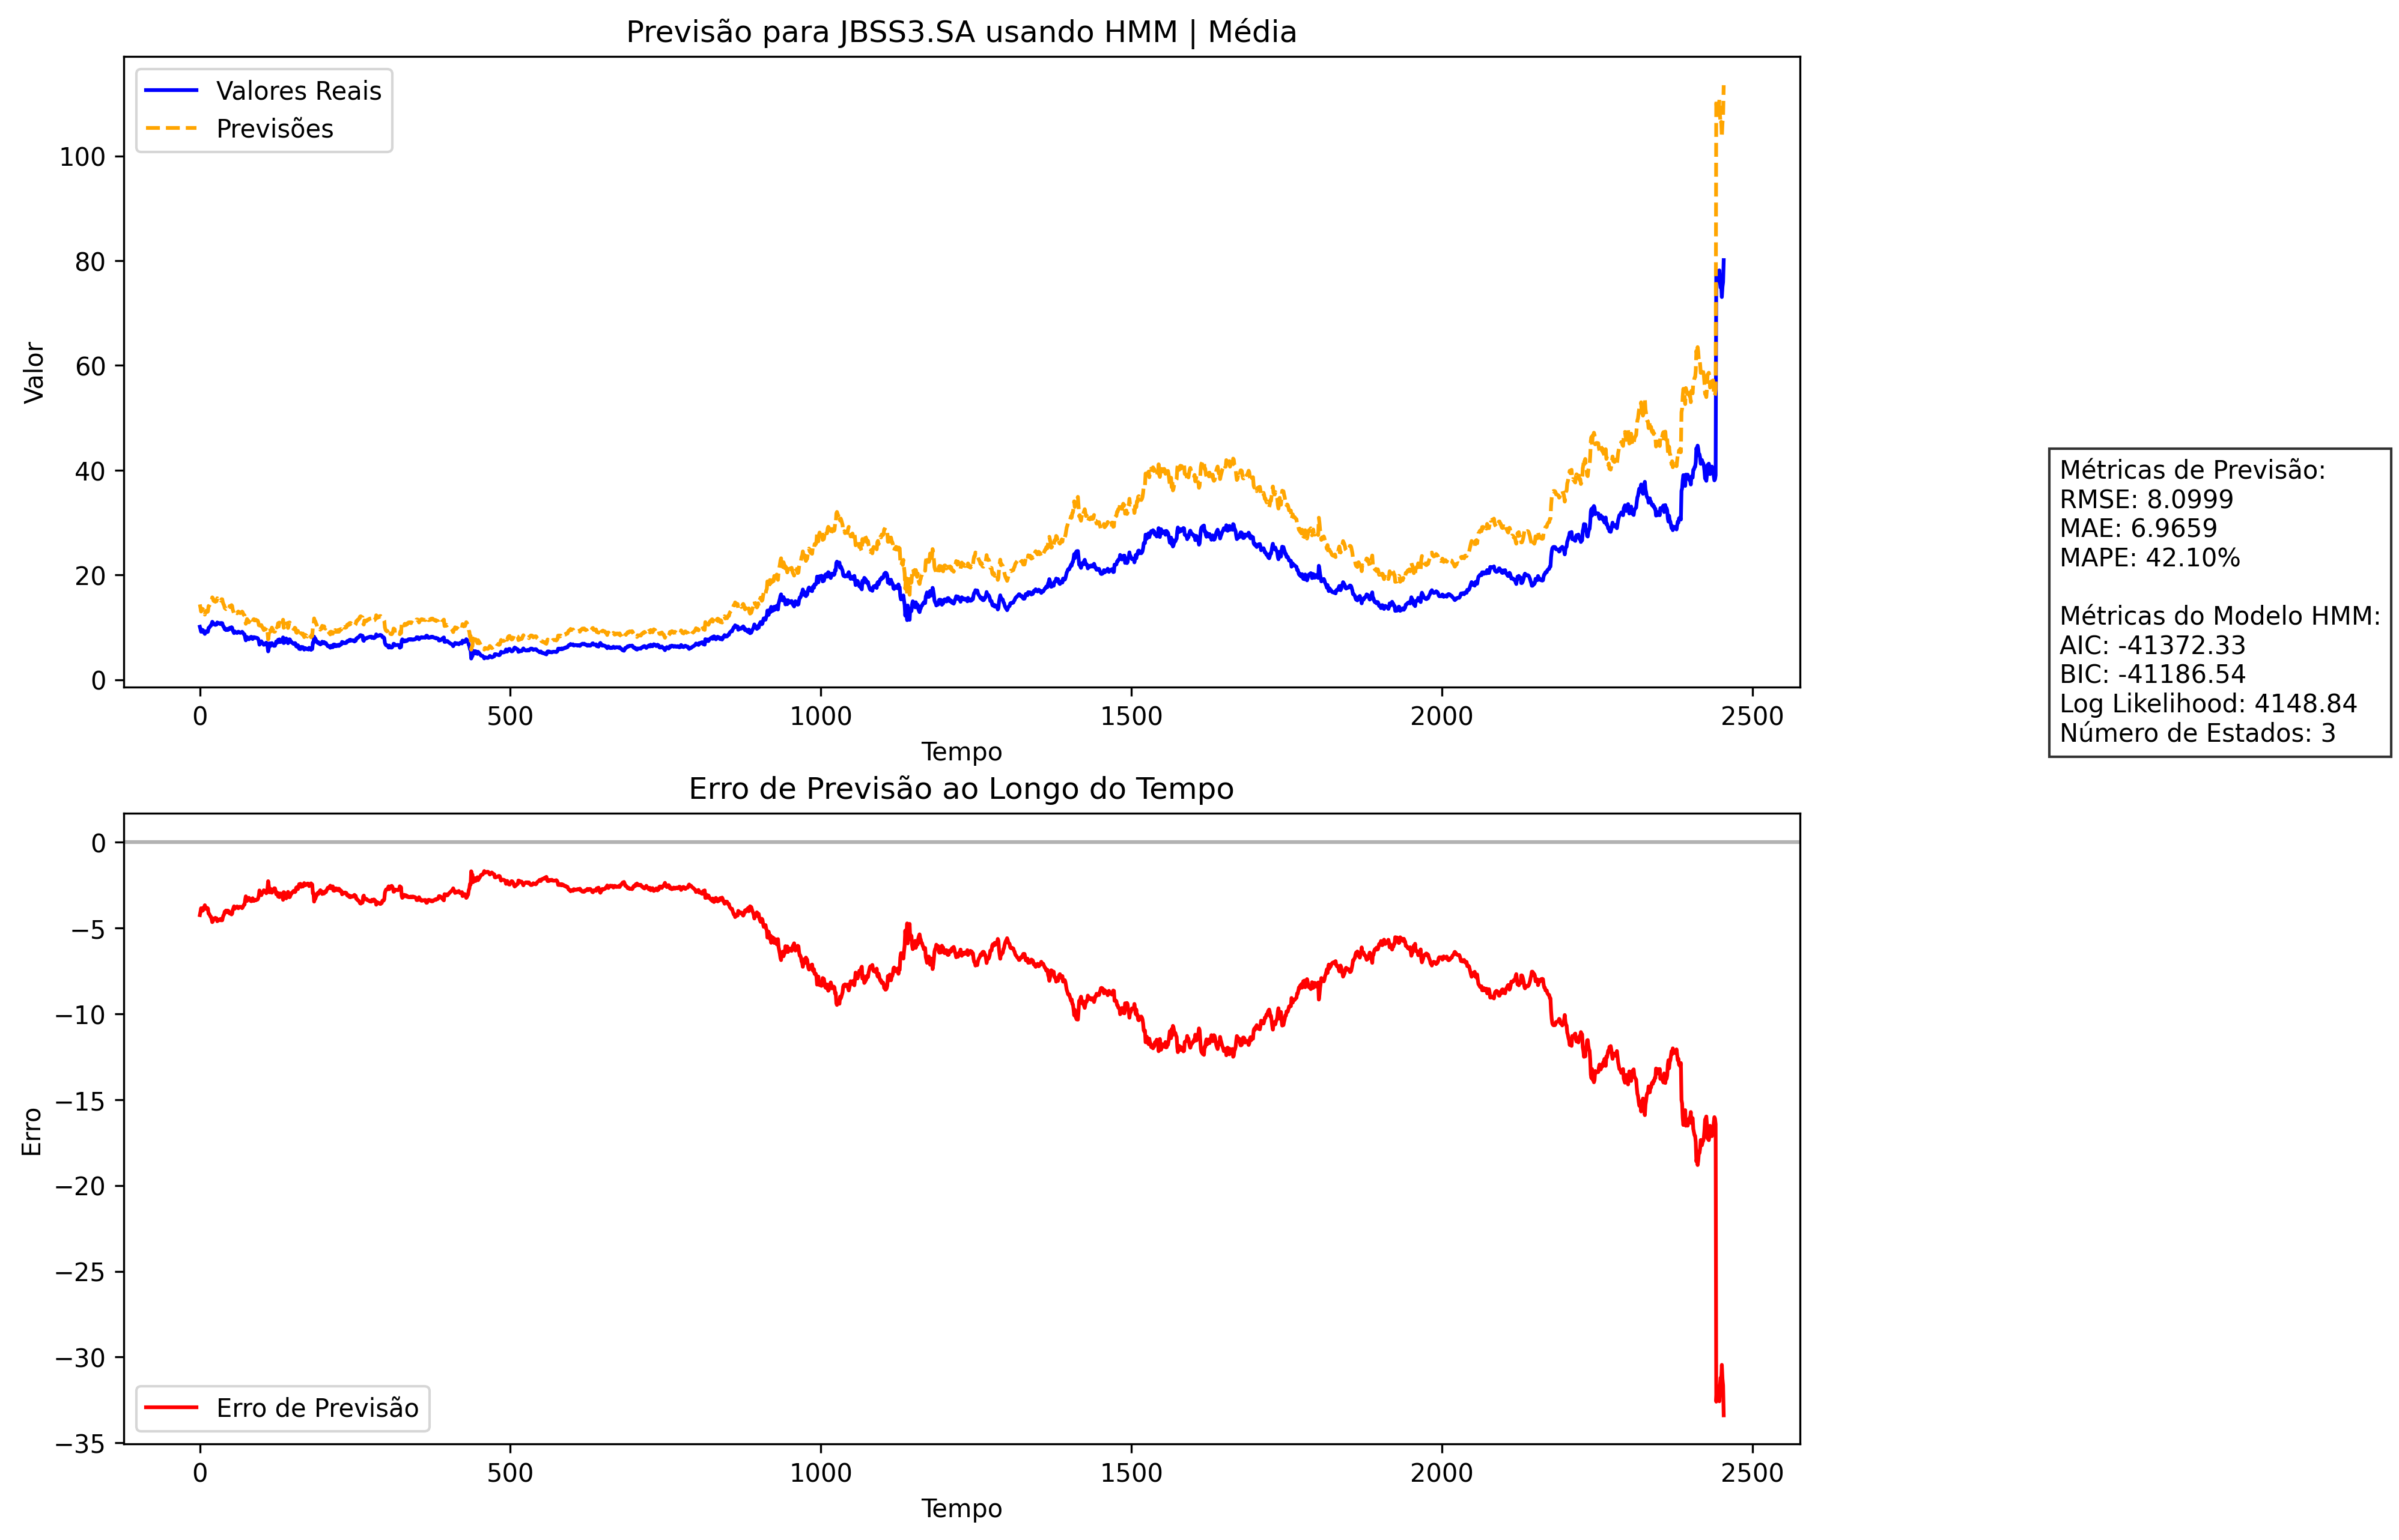 Previsão para JBSS3.SA usando HMM | Média
Valores Reais
Previsões
100
80
60
40
20
0
Valor
0
500
1000
1500
2000
2500
Tempo
Métricas de Previsão:
RMSE: 8.0999
MAE: 6.9659
MAPE: 42.10%
Métricas do Modelo HMM:
AIC: -41372.33
BIC: -41186.54
Log Likelihood: 4148.84
Número de Estados: 3
Erro de Previsão ao Longo do Tempo
0
−5
−10
−15
−20
−25
−30
−35
Erro
Erro de Previsão
0
500
1000
1500
2000
2500
Tempo